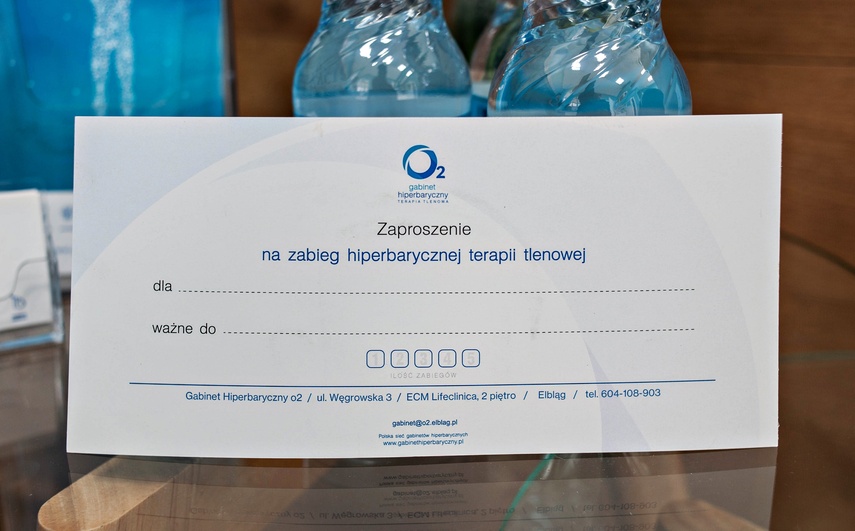 O2
gabinet
hiperbaryczny
TERAPIA TLENOWA
Zaproszenie
na zabieg hiperbarycznej terapii tlenowej
dla
ważne do
1 2 3 4 5
ILOŚĆ ZABIEGÓW
Gabinet Hiperbaryczny o2 / ul. Węgrowska 3 / ECM Lifeclinica, 2 piętro / Elbląg / tel. 604-108-903
gabinet@o2.elblag.pl
Polska sieć gabinetów hiperbarycznych
www.gabinethiperbaryczny.pl